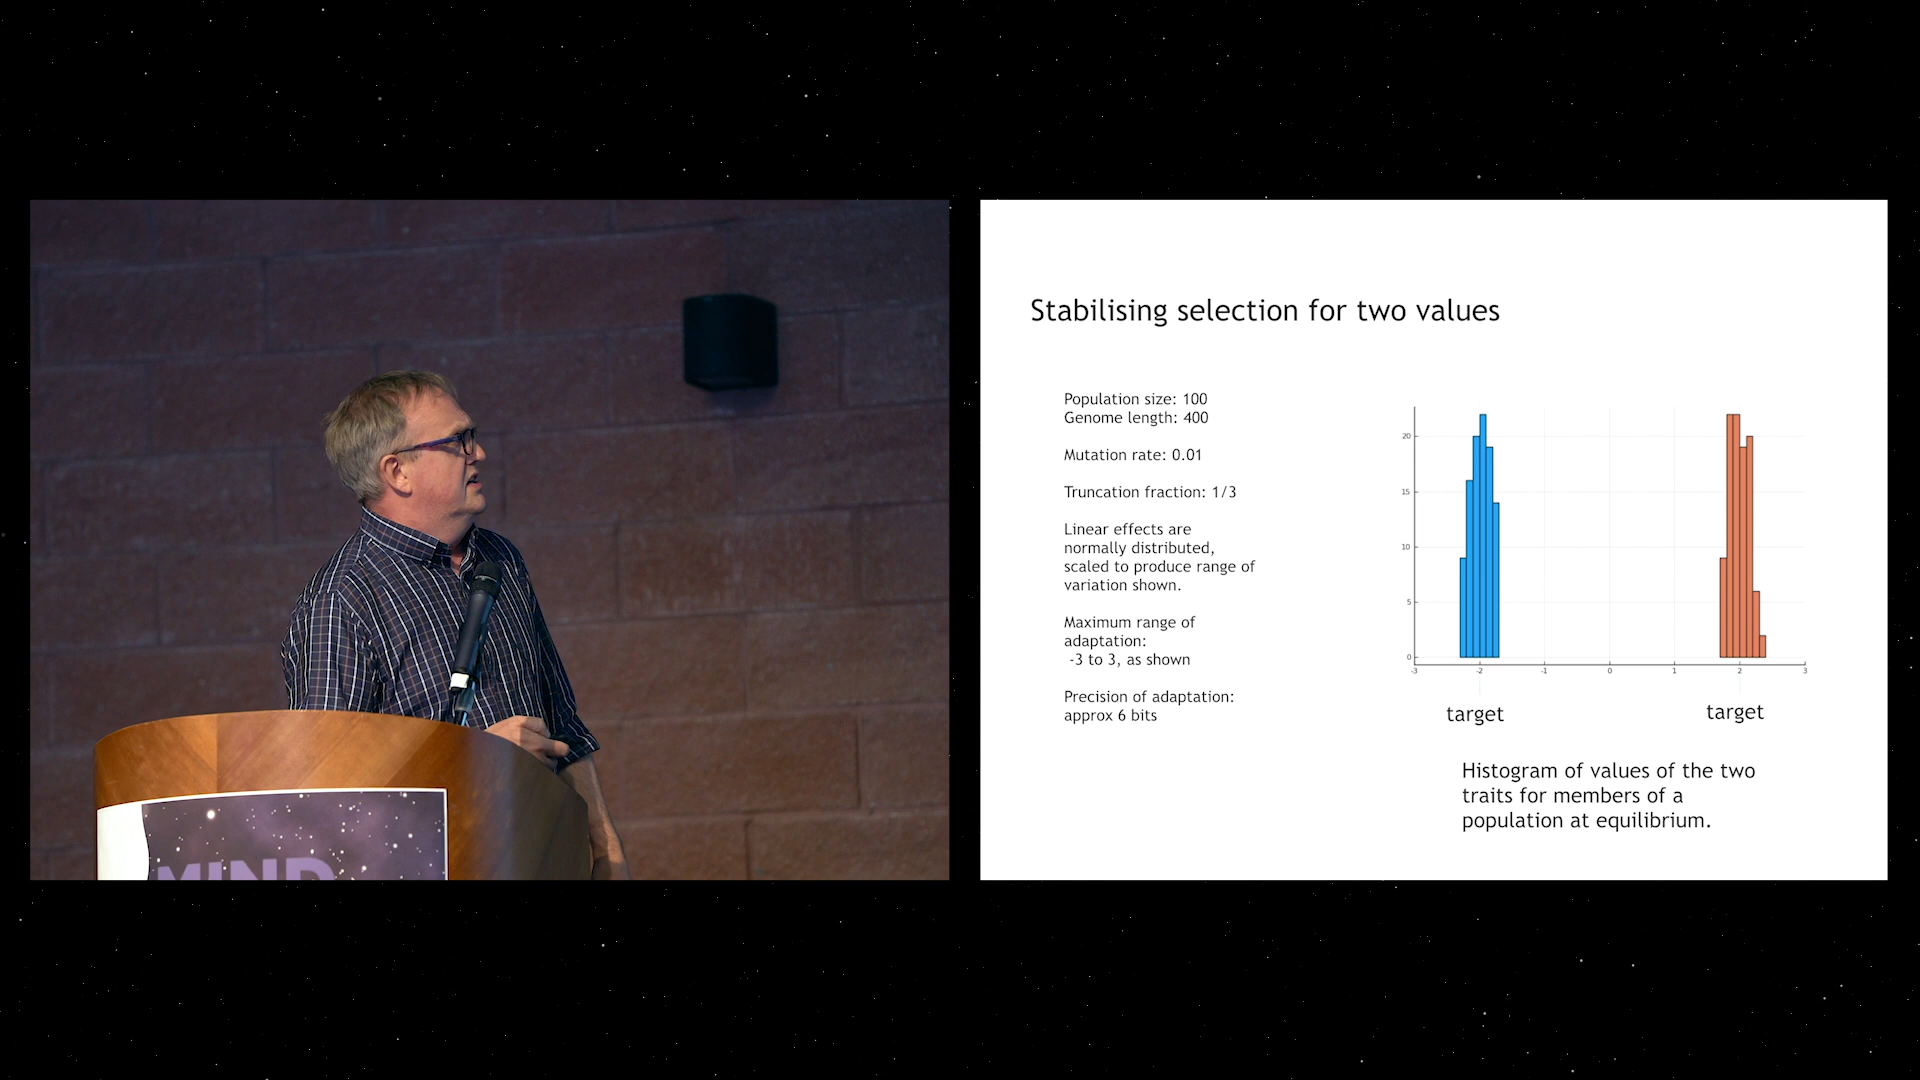 Stabilising selection for two values
Population size: 100
Genome length: 400
Mutation rate: 0.01
Truncation fraction: 1/3
Linear effects are
normally distributed,
scaled to produce range of
variation shown.
Maximum range of
adaptation:
-3 to 3, as shown
Precision of adaptation:
approx 6 bits
20
15
10
5
0
-3 -2 -1 0 1 2 3
target target
Histogram of values of the two
traits for members of a
population at equilibrium.
MIND